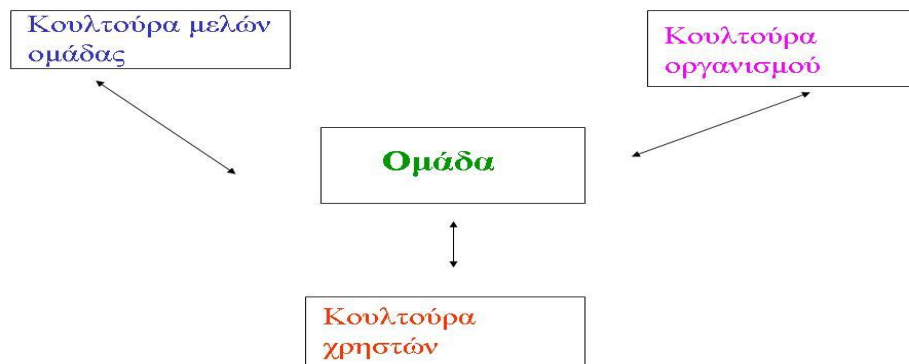 Κουλτούρα μελών
ομάδας
Κουλτούρα
οργανισμού
Ομάδα
Κουλτούρα
χρηστών